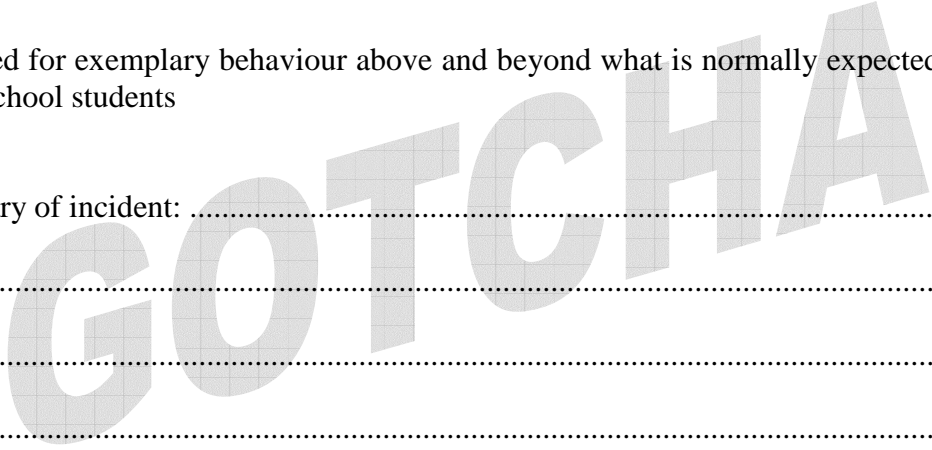 ed for exemplary behaviour above and beyond what is normally expected
chool students
ry of incident: ................................................................................
................................................................................
................................................................................
................................................................................
GOTCHA